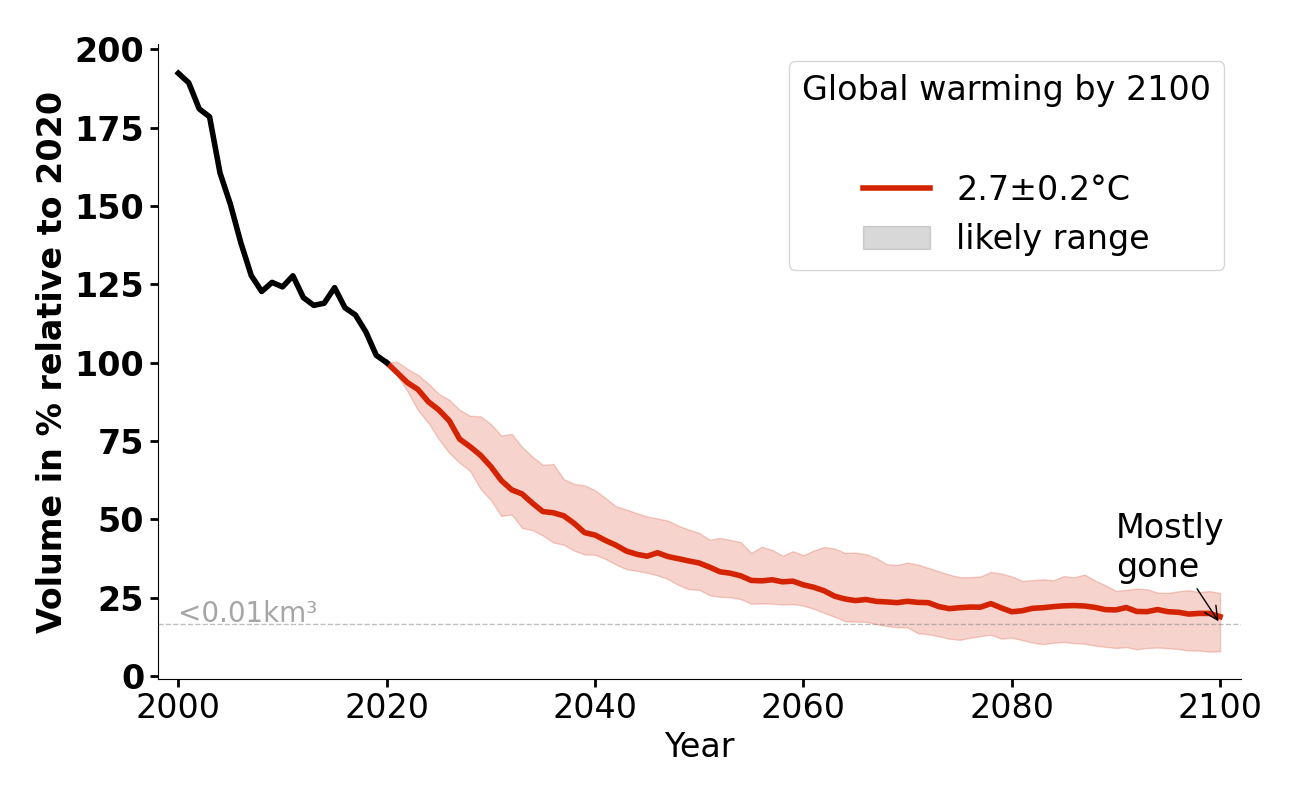 Volume in % relative to 2020
200
175
150
125
100
75
50
25
0
Global warming by 2100
2.7±0.2°C
likely range
Mostly
gone
<0.01km³
2000
2020
2040
2060
2080
2100
Year